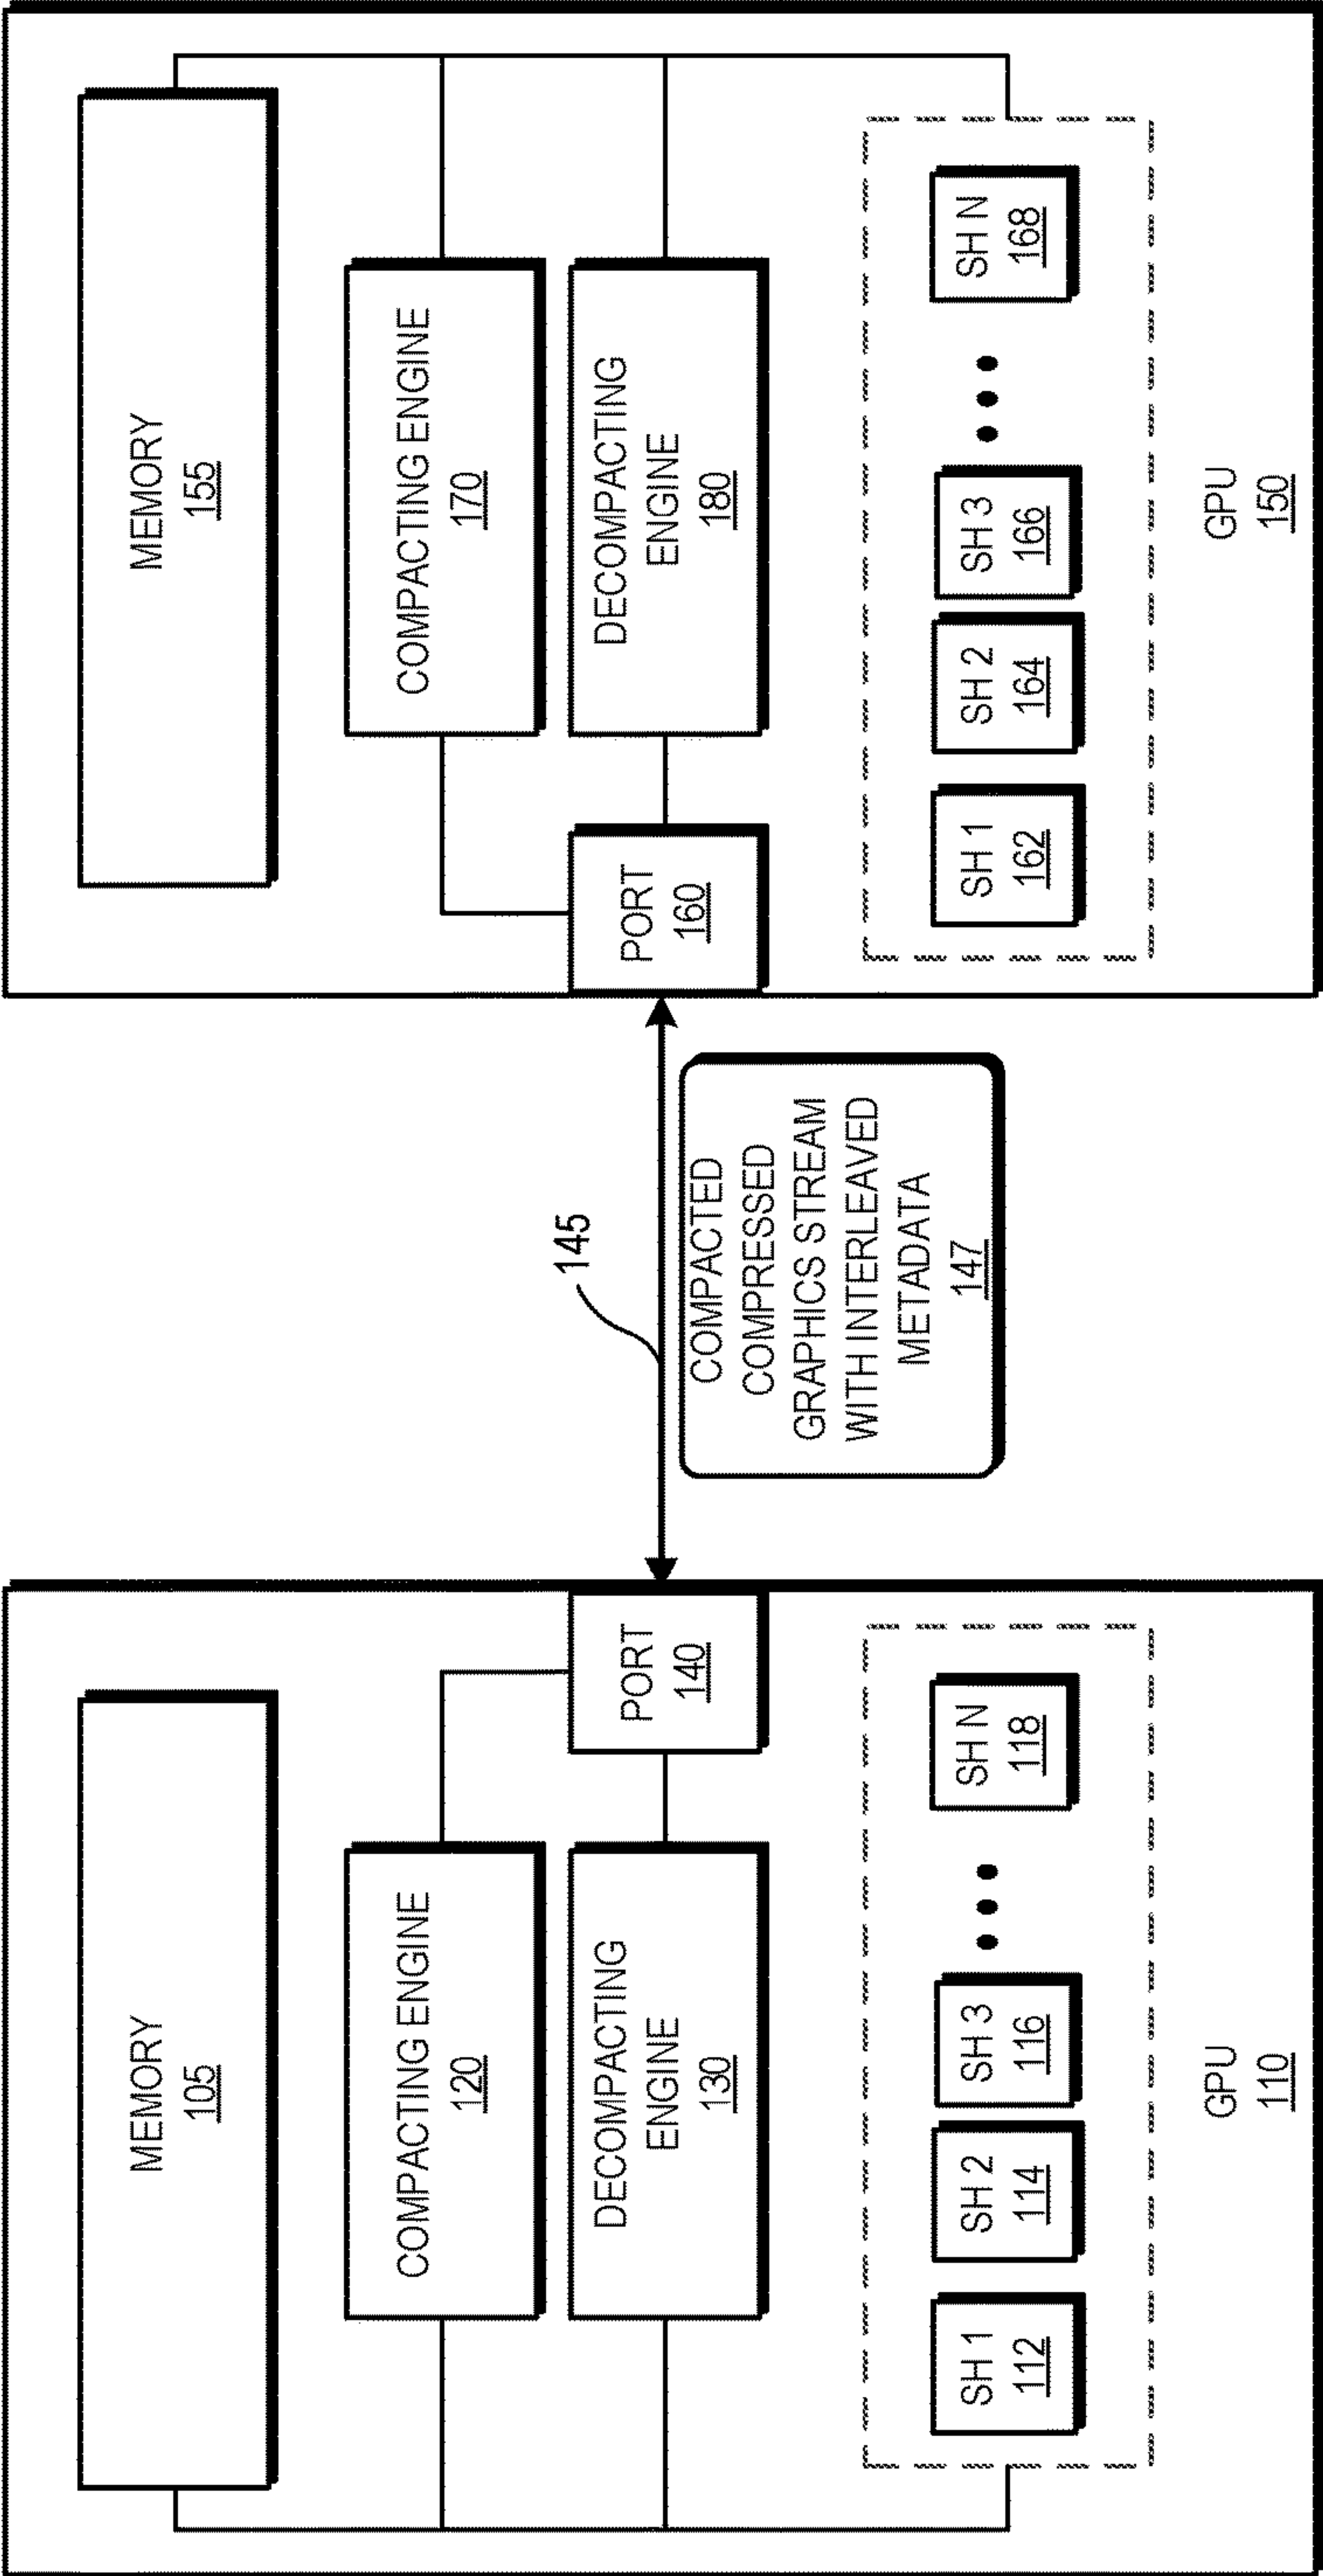 MEMORY
105
COMPACTING ENGINE
120
DECOMPACTING
ENGINE
130
PORT
140
SH 1
112
SH 2
114
SH 3
116
SH N
118
GPU
110
145
COMPACTED
COMPRESSED
GRAPHICS STREAM
WITH INTERLEAVED
METADATA
147
MEMORY
155
COMPACTING ENGINE
170
DECOMPACTING
ENGINE
180
PORT
160
SH 1
162
SH 2
164
SH 3
166
SH N
168
GPU
150